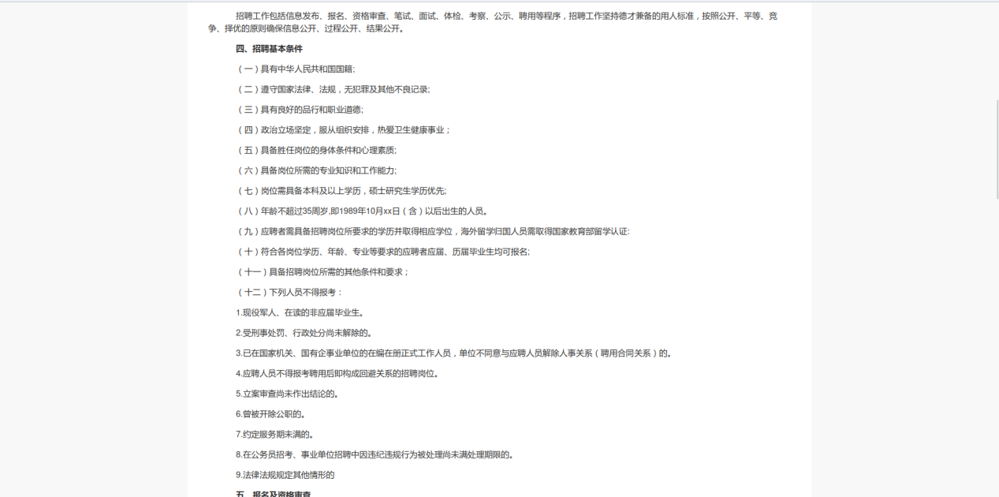 招聘工作包括信息发布、报名、资格审查、笔试、面试、体检、考察、公示、聘用等程序，招聘工作坚持德才兼备的用人标准，按照公开、平等、竞
争、择优的原则确保信息公开、过程公开、结果公开。
四、招聘基本条件
（一）具有中华人民共和国国籍;
（二）遵守国家法律、法规，无犯罪及其他不良记录;
（三）具有良好的品行和职业道德;
（四）政治立场坚定，服从组织安排，热爱卫生健康事业；
（五）具备胜任岗位的身体条件和心理素质;
（六）具备岗位所需的专业知识和工作能力;
（七）岗位需具备本科及以上学历，硕士研究生学历优先;
（八）年龄不超过35周岁,即1989年10月xx日（含）以后出生的人员。
（九）应聘者需具备招聘岗位所要求的学历并取得相应学位，海外留学归国人员需取得国家教育部留学认证:
（十）符合各岗位学历、年龄、专业等要求的应聘者应届、历届毕业生均可报名;
（十一）具备招聘岗位所需的其他条件和要求；
（十二）下列人员不得报考：
1.现役军人、在读的非应届毕业生。
2.受刑事处罚、行政处分尚未解除的。
3.已在国家机关、国有企事业单位的在编在册正式工作人员，单位不同意与应聘人员解除人事关系（聘用合同关系）的。
4.应聘人员不得报考聘用后即构成回避关系的招聘岗位。
5.立案审查尚未作出结论的。
6.曾被开除公职的。
7.约定服务期未满的。
8.在公务员招考、事业单位招聘中因违纪违规行为被处理尚未满处理期限的。
9.法律法规规定其他情形的
五、报名及资格审查